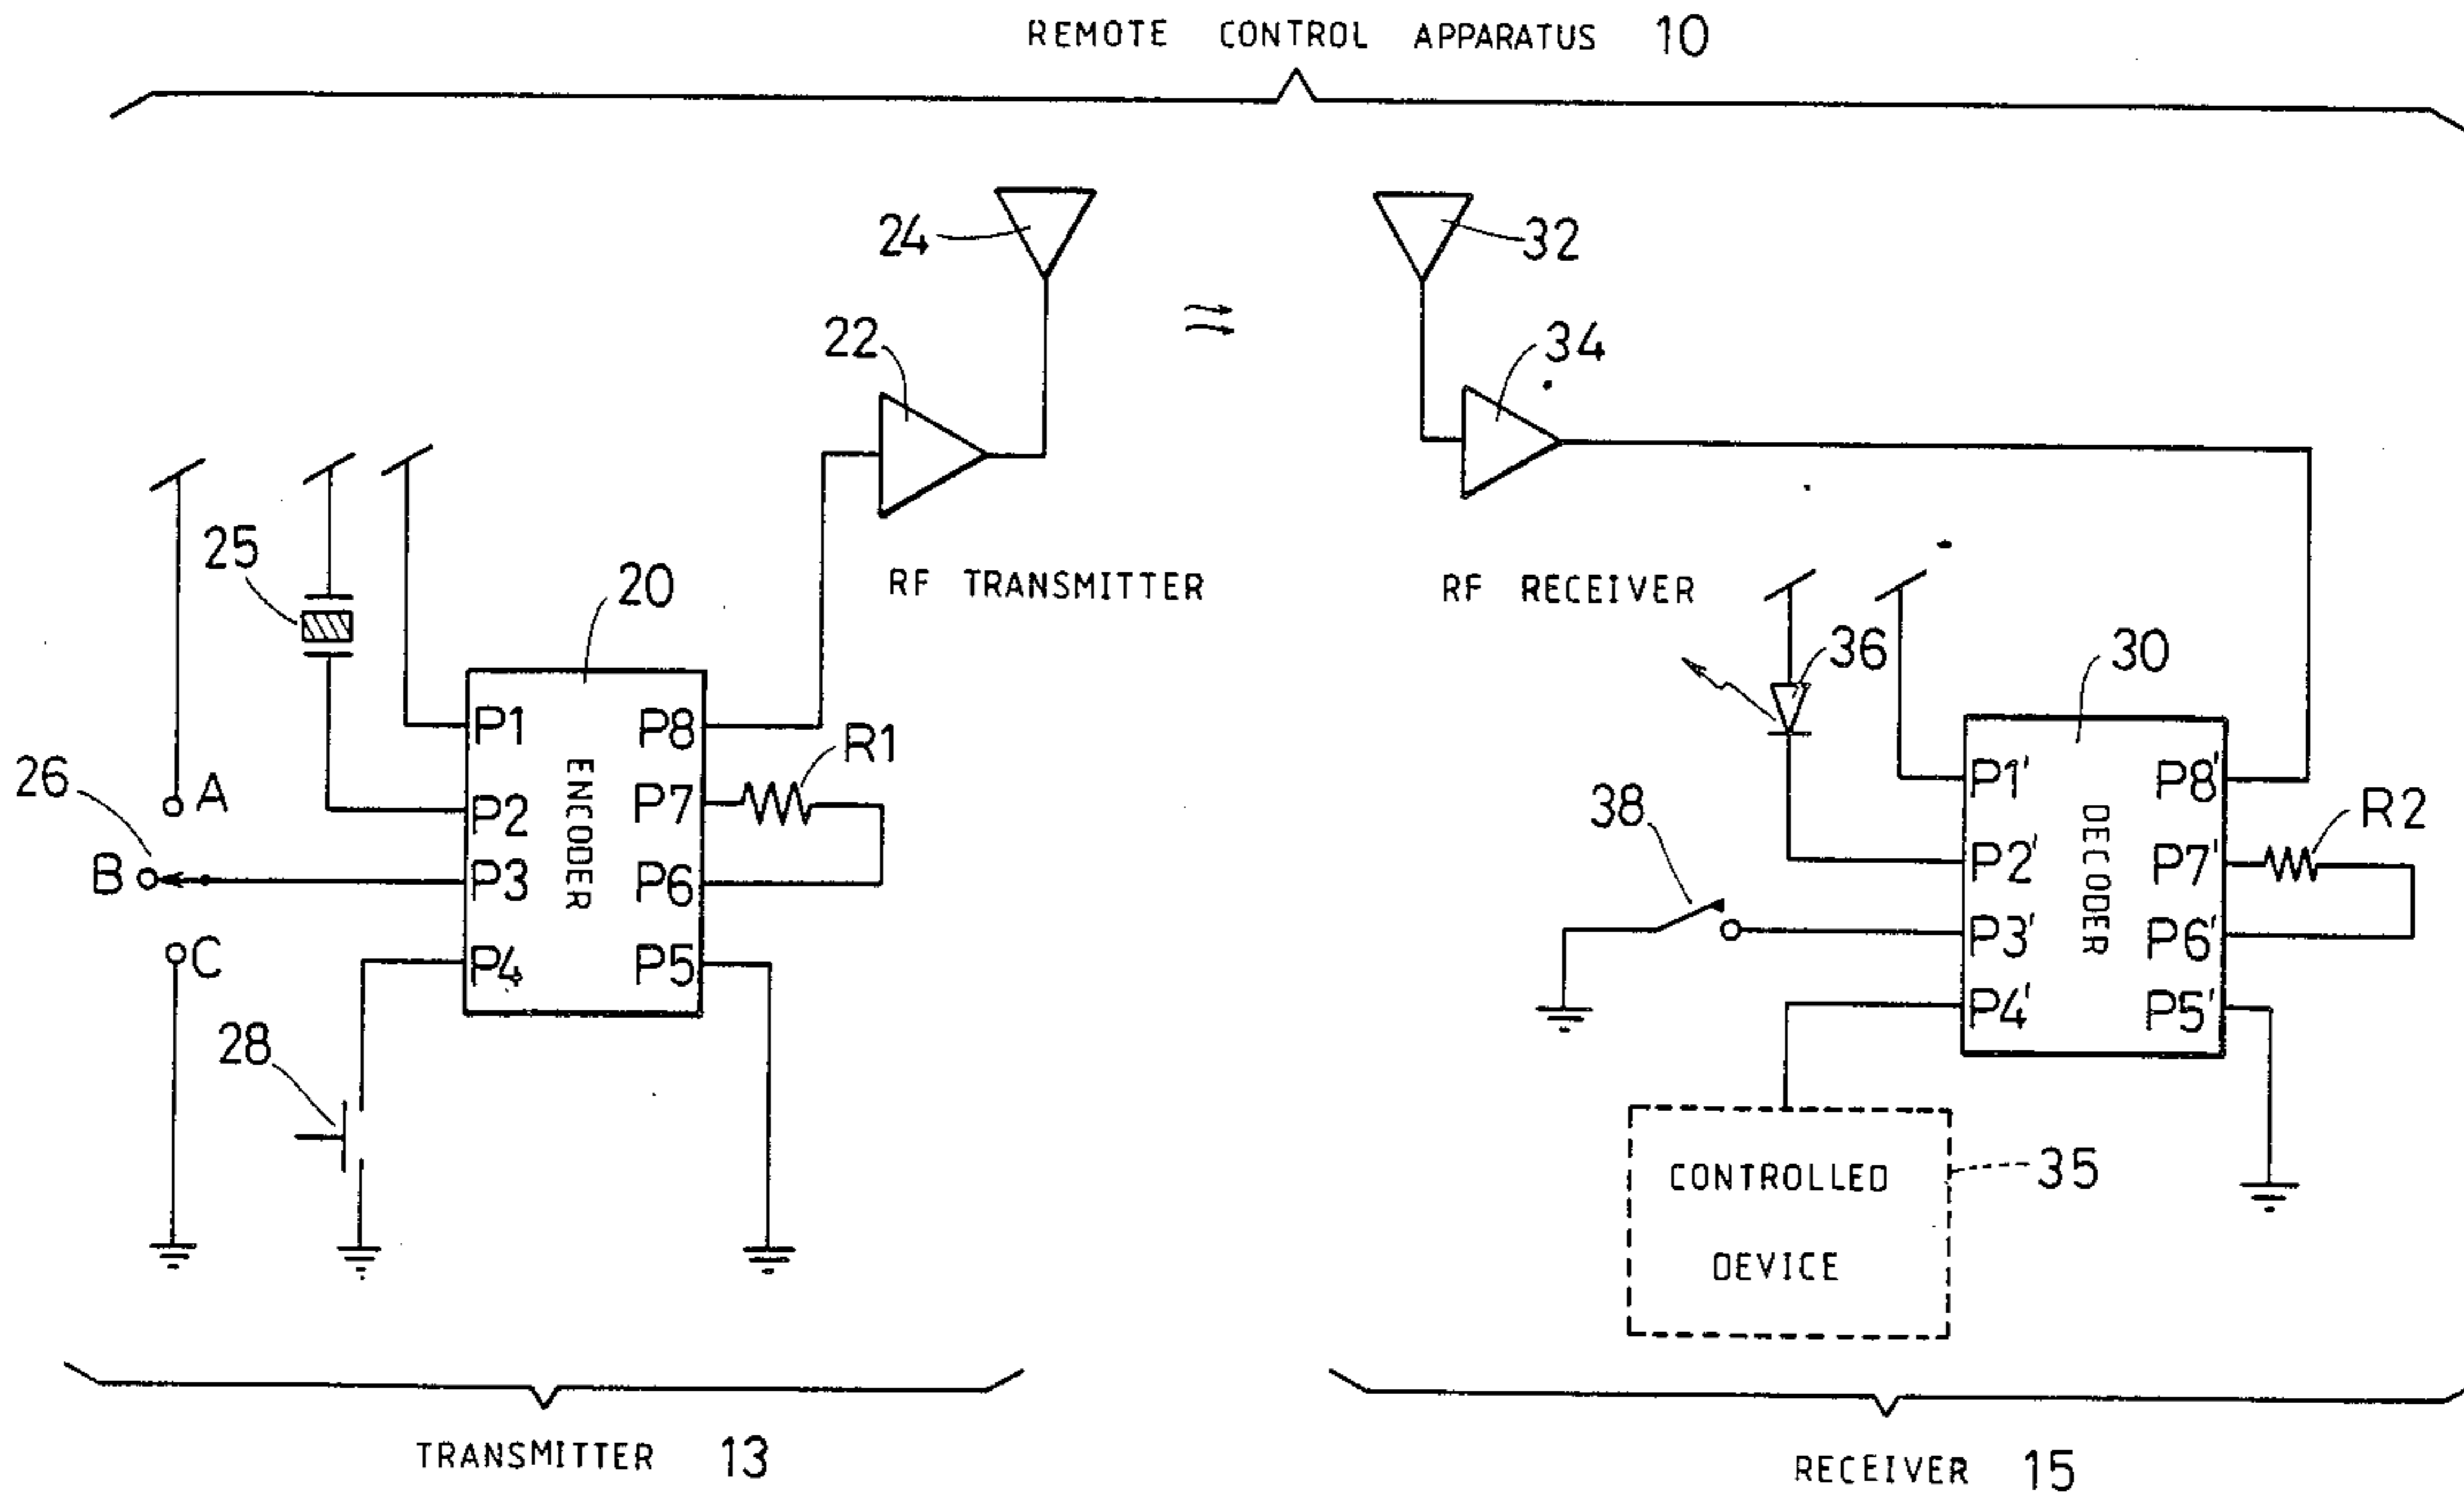 REMOTE CONTROL APPARATUS 10
24
32
22
34
25
20
RF TRANSMITTER
RF RECEIVER
36
30
P1
P8
R1
26
A
P2
P7
ENCODER
B
P3
P6
C
P4
P5
28
P1'
P8'
38
R2
P2'
P7'
DECODER
P3'
P6'
P4'
P5'
CONTROLLED
DEVICE
35
TRANSMITTER 13
RECEIVER 15